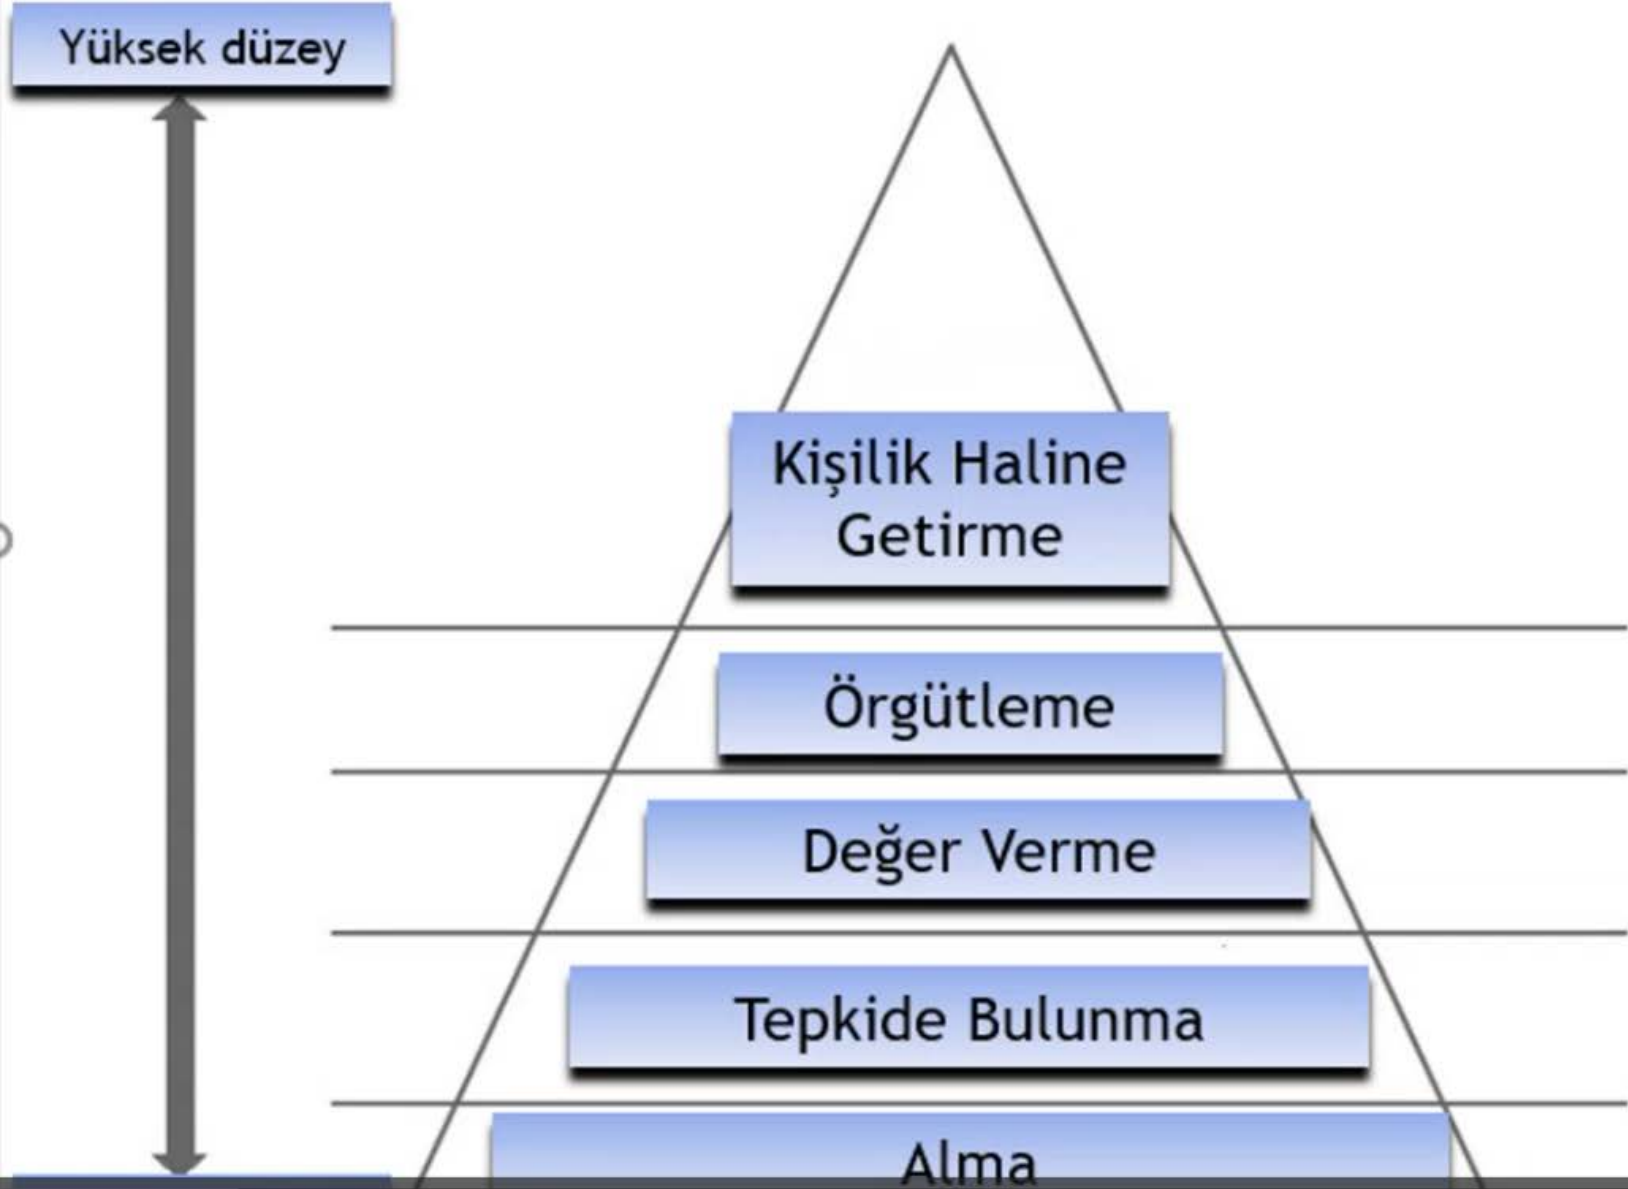 Yüksek düzey
Kişilik Haline
Getirme
Örgütleme
Değer Verme
Tepkide Bulunma
Alma